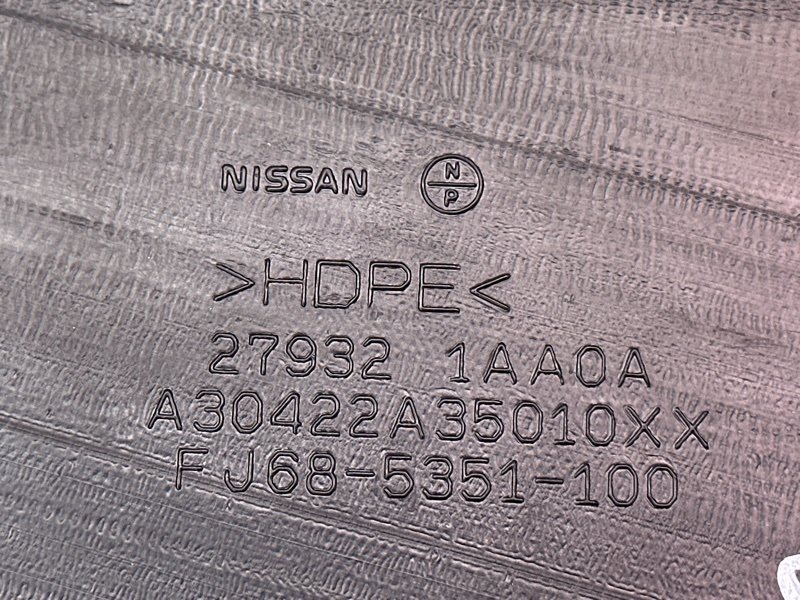 NISSAN N P
>HDPE<
27932 1AA0A
A30422A35010XX
FJ68-5351-100